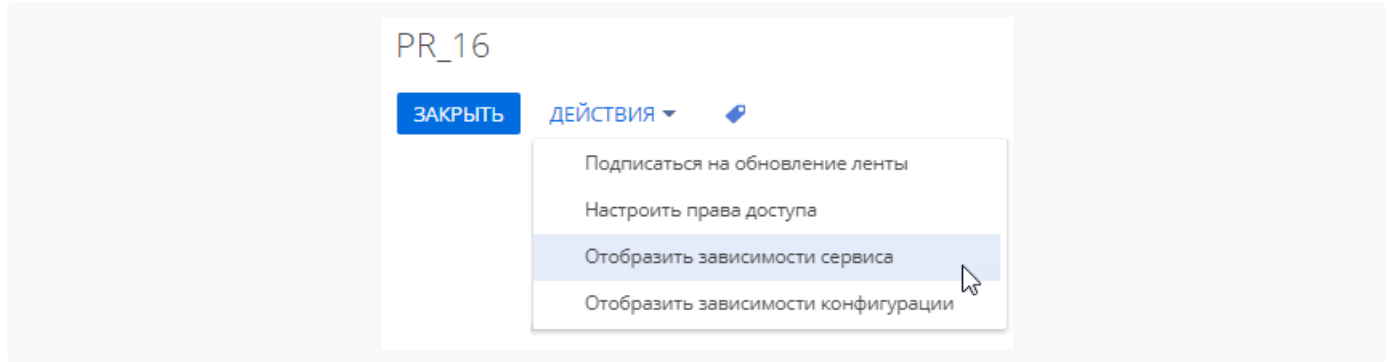 PR_16
ЗАКРЫТЬ ДЕЙСТВИЯ
Подписаться на обновление ленты
Настроить права доступа
Отобразить зависимости сервиса
Отобразить зависимости конфигурации